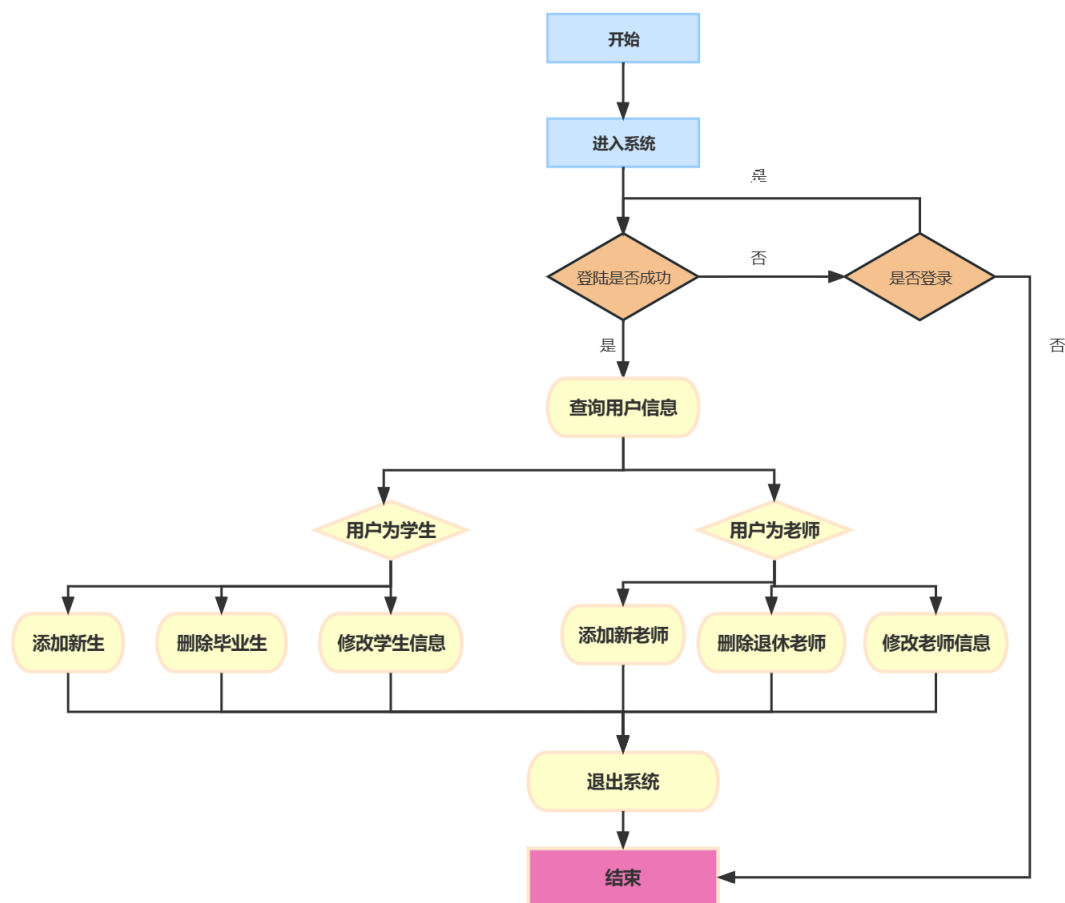 开始
进入系统
是
登陆是否成功
否
是否登录
是
否
查询用户信息
用户为学生
用户为老师
添加新生
删除毕业生
修改学生信息
添加新老师
删除退休老师
修改老师信息
退出系统
结束